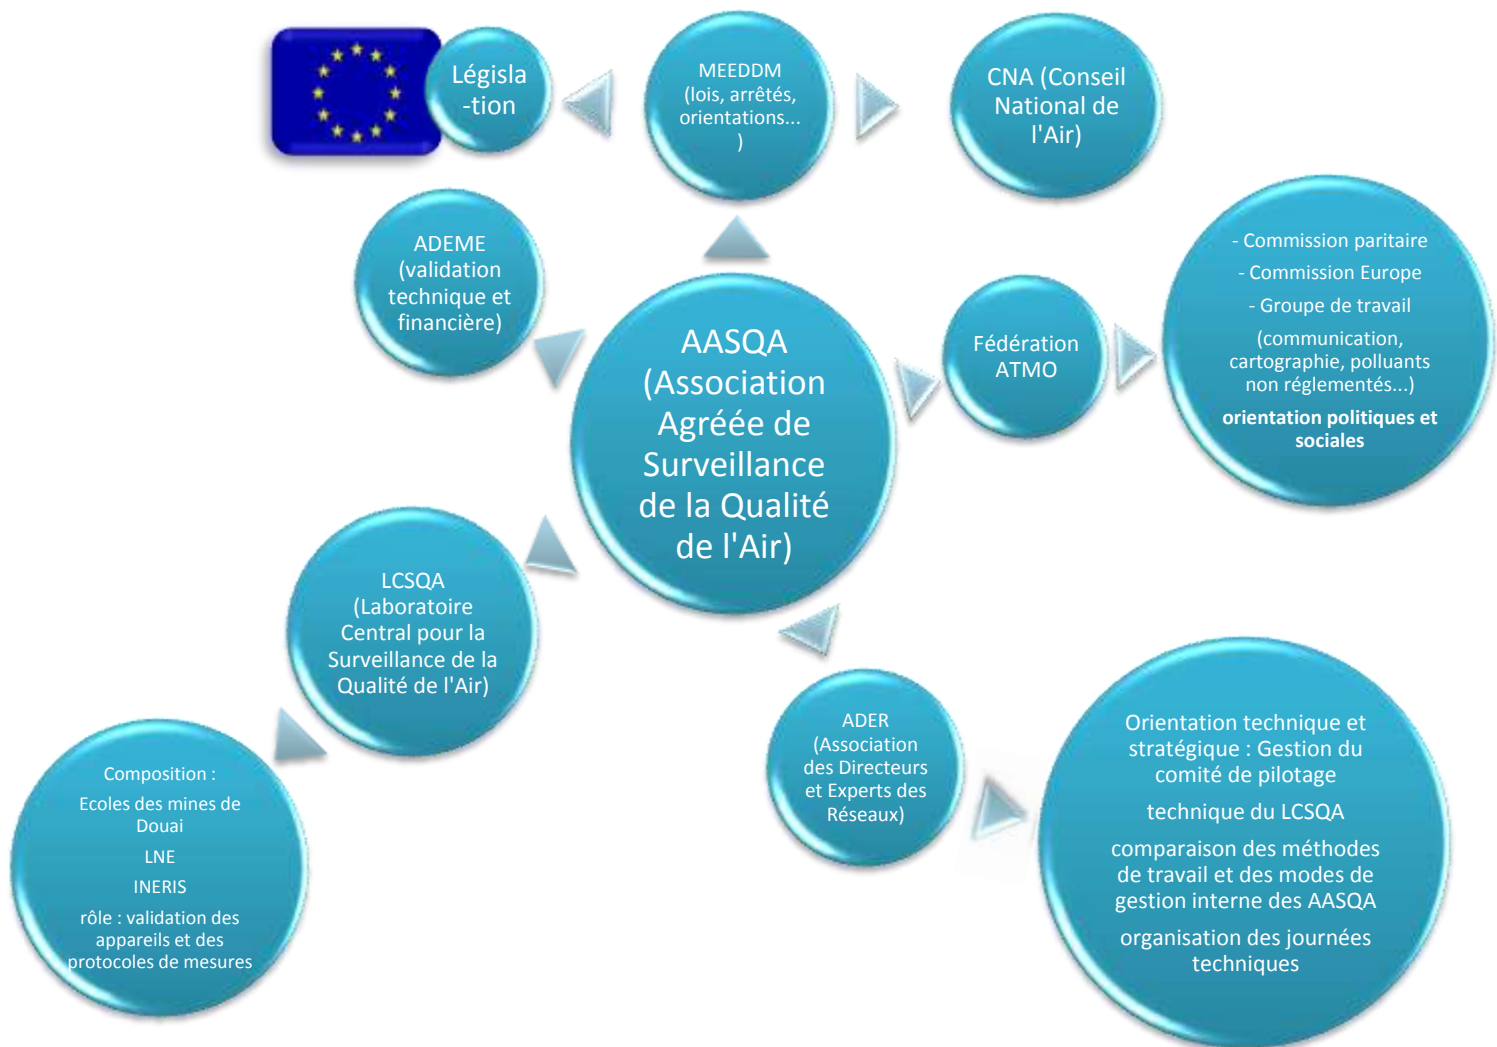 Législa
-tion
MEEDDM
(lois, arrêtés,
orientations...
)
CNA (Conseil
National de
l'Air)
ADEME
(validation
technique et
financière)
AASQA
(Association
Agréée de
Surveillance
de la Qualité
de l'Air)
Fédération
ATMO
- Commission paritaire
- Commission Europe
- Groupe de travail
(communication,
cartographie, polluants
non réglementés...)
orientation politiques et
sociales
LCSQA
(Laboratoire
Central pour la
Surveillance de la
Qualité de l'Air)
Composition :
Ecoles des mines de
Douai
LNE
INERIS
rôle : validation des
appareils et des
protocoles de mesures
ADER
(Association
des Directeurs
et Experts des
Réseaux)
Orientation technique et
stratégique : Gestion du
comité de pilotage
technique du LCSQA
comparaison des méthodes
de travail et des modes de
gestion interne des AASQA
organisation des journées
techniques